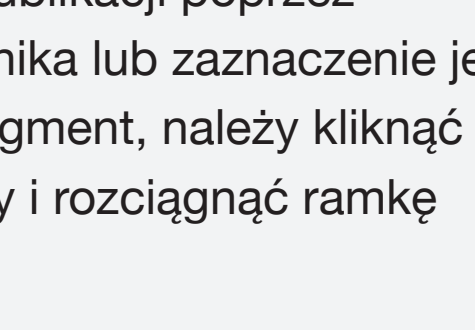 ublikacji poprzez
nika lub zaznaczenie je
gment, należy kliknąć
y i rozciągnąć ramkę